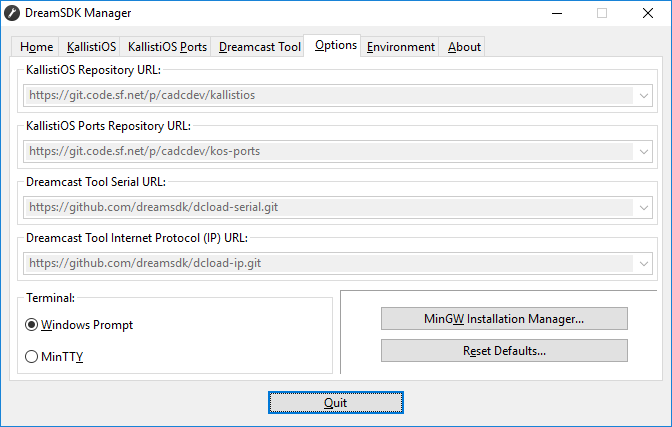 DreamSDK Manager
Home KallistiOS KallistiOS Ports Dreamcast Tool Options Environment About
KallistiOS Repository URL:
https://git.code.sf.net/p/cadcdev/kallistios
KallistiOS Ports Repository URL:
https://git.code.sf.net/p/cadcdev/kos-ports
Dreamcast Tool Serial URL:
https://github.com/dreamsdk/dcload-serial.git
Dreamcast Tool Internet Protocol (IP) URL:
https://github.com/dreamsdk/dcload-ip.git
Terminal:
Windows Prompt
MinTTY
MinGW Installation Manager...
Reset Defaults...
Quit